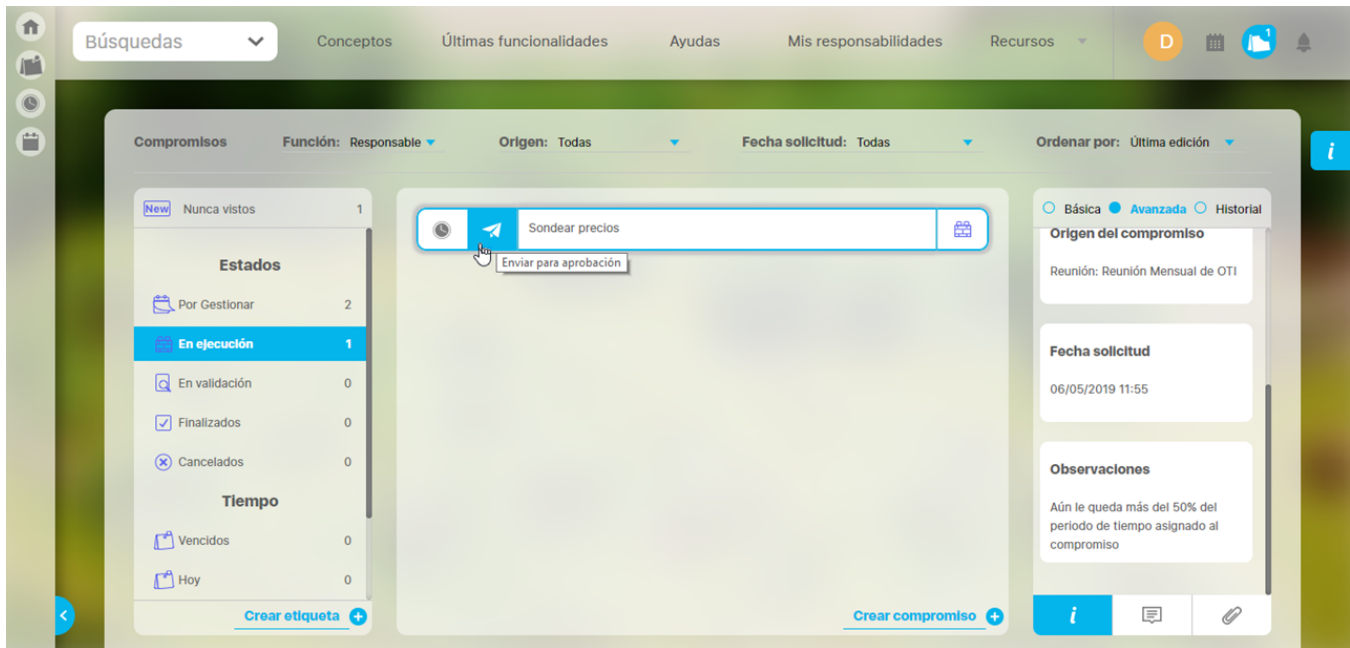 Búsquedas
Conceptos
Últimas funcionalidades
Ayudas
Mis responsabilidades
Recursos
D
1
Compromisos
Función: Responsable
Origen: Todas
Fecha solicitud: Todas
Ordenar por: Última edición
i
New Nunca vistos 1
Estados
Por Gestionar 2
En ejecución 1
En validación 0
Finalizados 0
Cancelados 0
Tiempo
Vencidos 0
Hoy 0
Crear etiqueta
Sondear precios
Enviar para aprobación
Crear compromiso
Básica Avanzada Historial
Origen del compromiso
Reunión: Reunión Mensual de OTI
Fecha solicitud
06/05/2019 11:55
Observaciones
Aún le queda más del 50% del
periodo de tiempo asignado al
compromiso
i